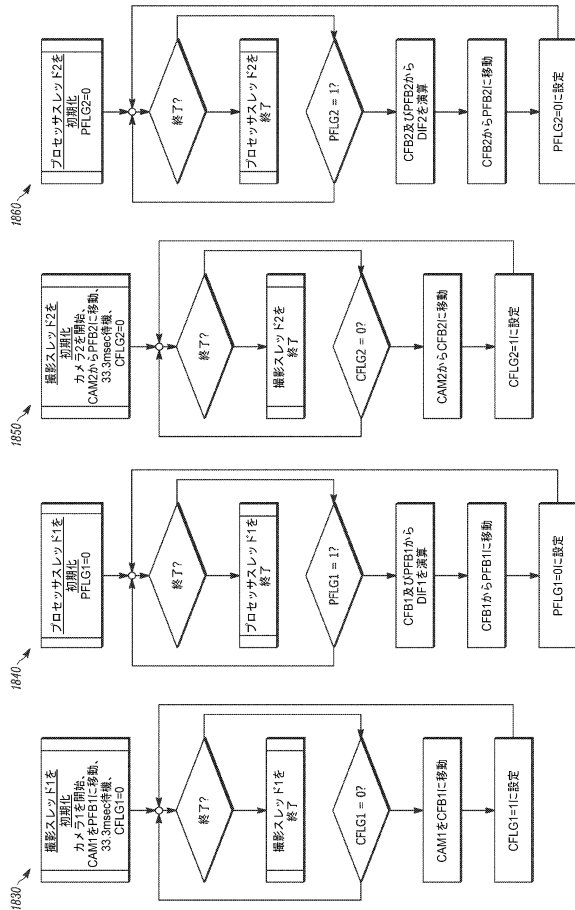 1830
撮影スレッド1を
初期化
カメラ1を開始、
CAM1をPFB1に移動、
33.3msec待機、
CFLG1=0
終了?
撮影スレッド1を
終了
CFLG1 = 0?
CAM1をCFB1に移動
CFLG1=1に設定
1840
プロセッサスレッド1を
初期化
PFLG1=0
終了?
プロセッサスレッド1を
終了
PFLG1 = 1?
CFB1及びPFB1から
DIF1を演算
CFB1からPFB1に移動
PFLG1=0に設定
1850
撮影スレッド2を
初期化
カメラ2を開始、
CAM2からPFB2に移動、
33.3msec待機、
CFLG2=0
終了?
撮影スレッド2を
終了
CFLG2 = 0?
CAM2からCFB2に移動
CFLG2=1に設定
1860
プロセッサスレッド2を
初期化
PFLG2=0
終了?
プロセッサスレッド2を
終了
PFLG2 = 1?
CFB2及びPFB2から
DIF2を演算
CFB2からPFB2に移動
PFLG2=0に設定